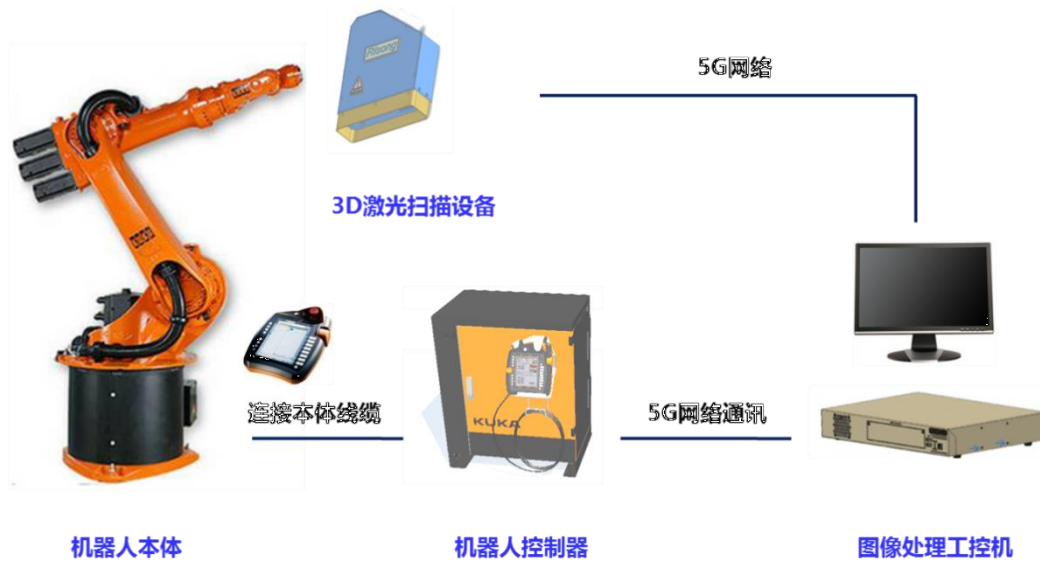 Risong
5G网络
3D激光扫描设备
连接本体线缆
KUKA
5G网络通讯
机器人本体
机器人控制器
图像处理工控机